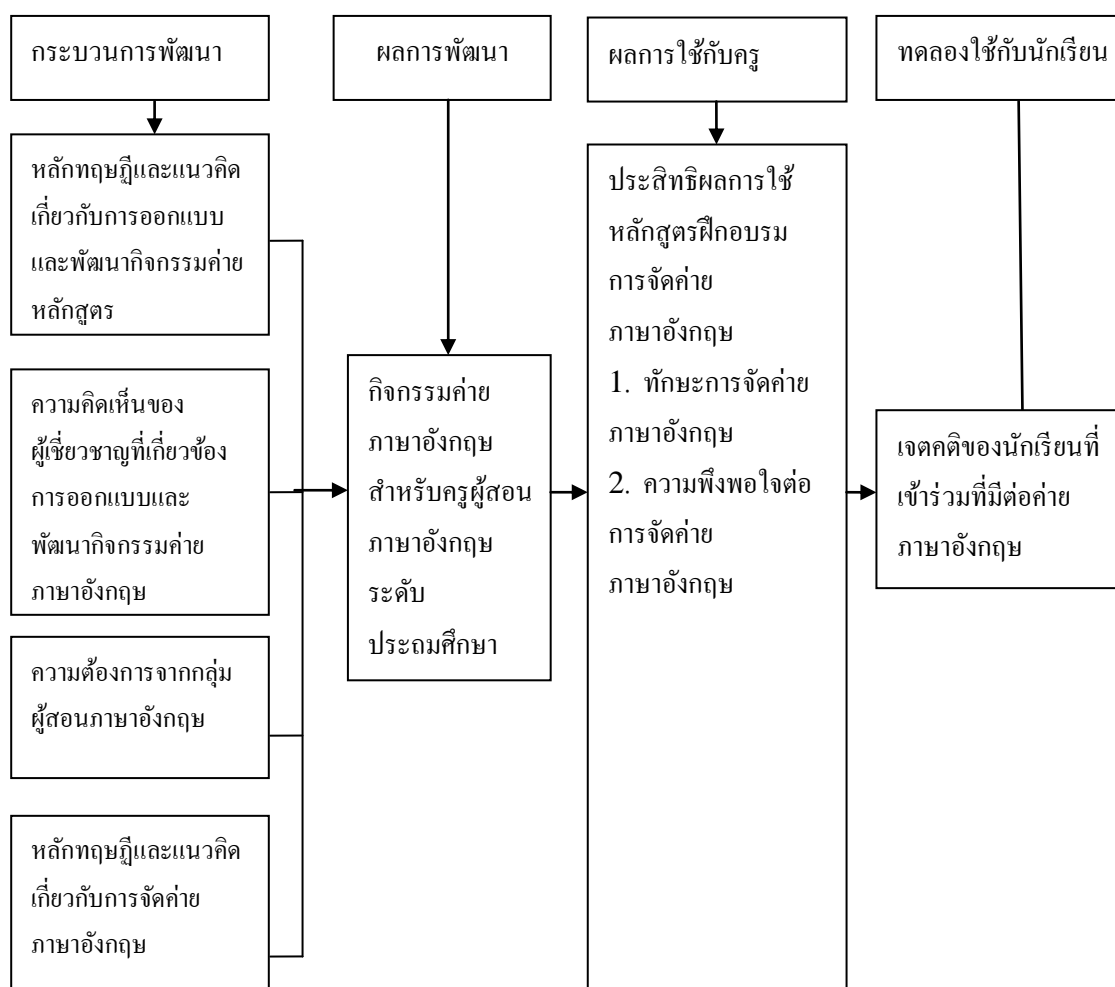 กระบวนการพัฒนา
ผลการพัฒนา
ผลการใช้กับครู
ทดลองใช้กับนักเรียน
หลักทฤษฎีและแนวคิด
เกี่ยวกับการออกแบบ
และพัฒนากิจกรรมค่าย
หลักสูตร
ความคิดเห็นของ
ผู้เชี่ยวชาญที่เกี่ยวข้อง
การออกแบบและ
พัฒนากิจกรรมค่าย
ภาษาอังกฤษ
ความต้องการจากกลุ่ม
ผู้สอนภาษาอังกฤษ
หลักทฤษฎีและแนวคิด
เกี่ยวกับการจัดค่าย
ภาษาอังกฤษ
กิจกรรมค่าย
ภาษาอังกฤษ
สำหรับครูผู้สอน
ภาษาอังกฤษ
ระดับ
ประถมศึกษา
ประสิทธิผลการใช้
หลักสูตรฝึกอบรม
การจัดค่าย
ภาษาอังกฤษ
1. ทักษะการจัดค่าย
ภาษาอังกฤษ
2. ความพึงพอใจต่อ
การจัดค่าย
ภาษาอังกฤษ
เจตคติของนักเรียนที่
เข้าร่วมที่มีต่อค่าย
ภาษาอังกฤษ